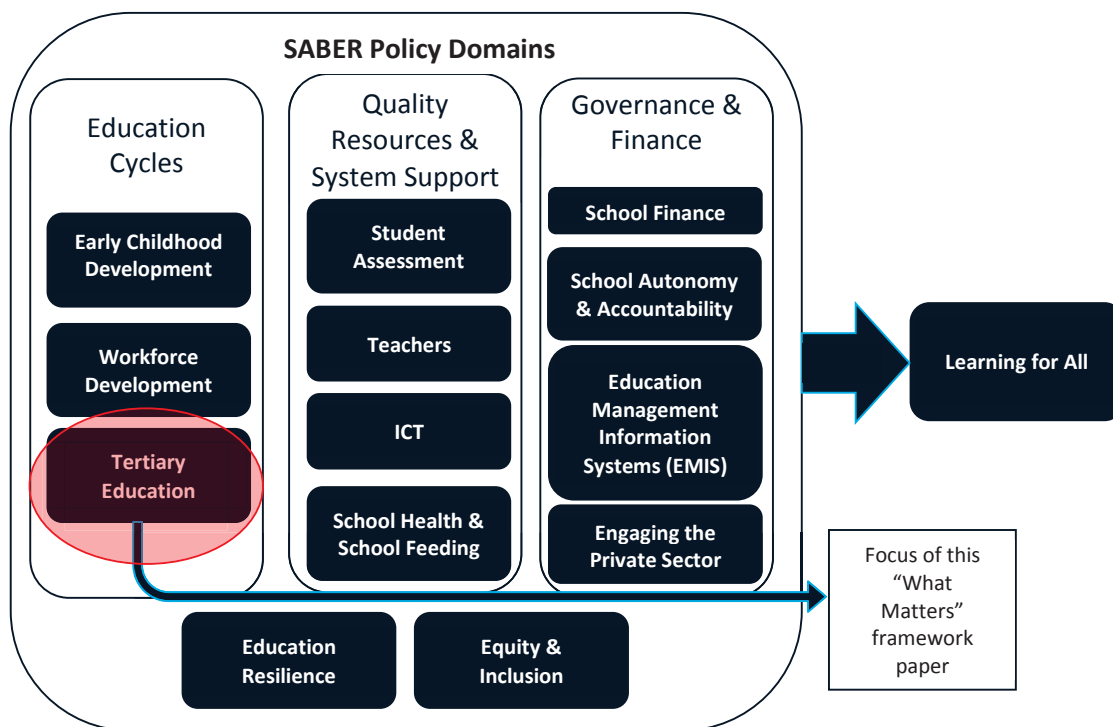 SABER Policy Domains
Education
Cycles
Early Childhood
Development
Workforce
Development
Tertiary
Education
Quality
Resources &
System Support
Student
Assessment
Teachers
ICT
School Health &
School Feeding
Governance &
Finance
School Finance
School Autonomy
& Accountability
Education
Management
Information
Systems (EMIS)
Engaging the
Private Sector
Education
Resilience
Equity &
Inclusion
Learning for All
Focus of this
“What
Matters”
framework
paper